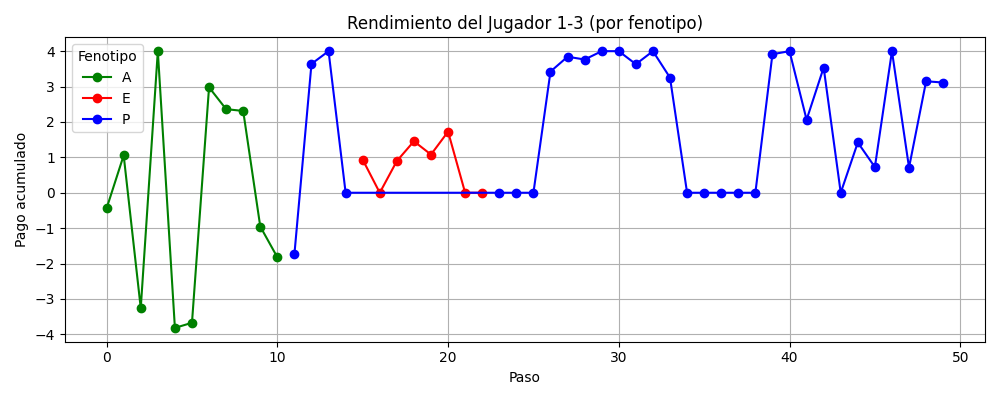 Rendimiento del Jugador 1-3 (por fenotipo)
Fenotipo
A
E
P
Pago acumulado
4
3
2
1
0
−1
−2
−3
−4
0 10 20 30 40 50
Paso